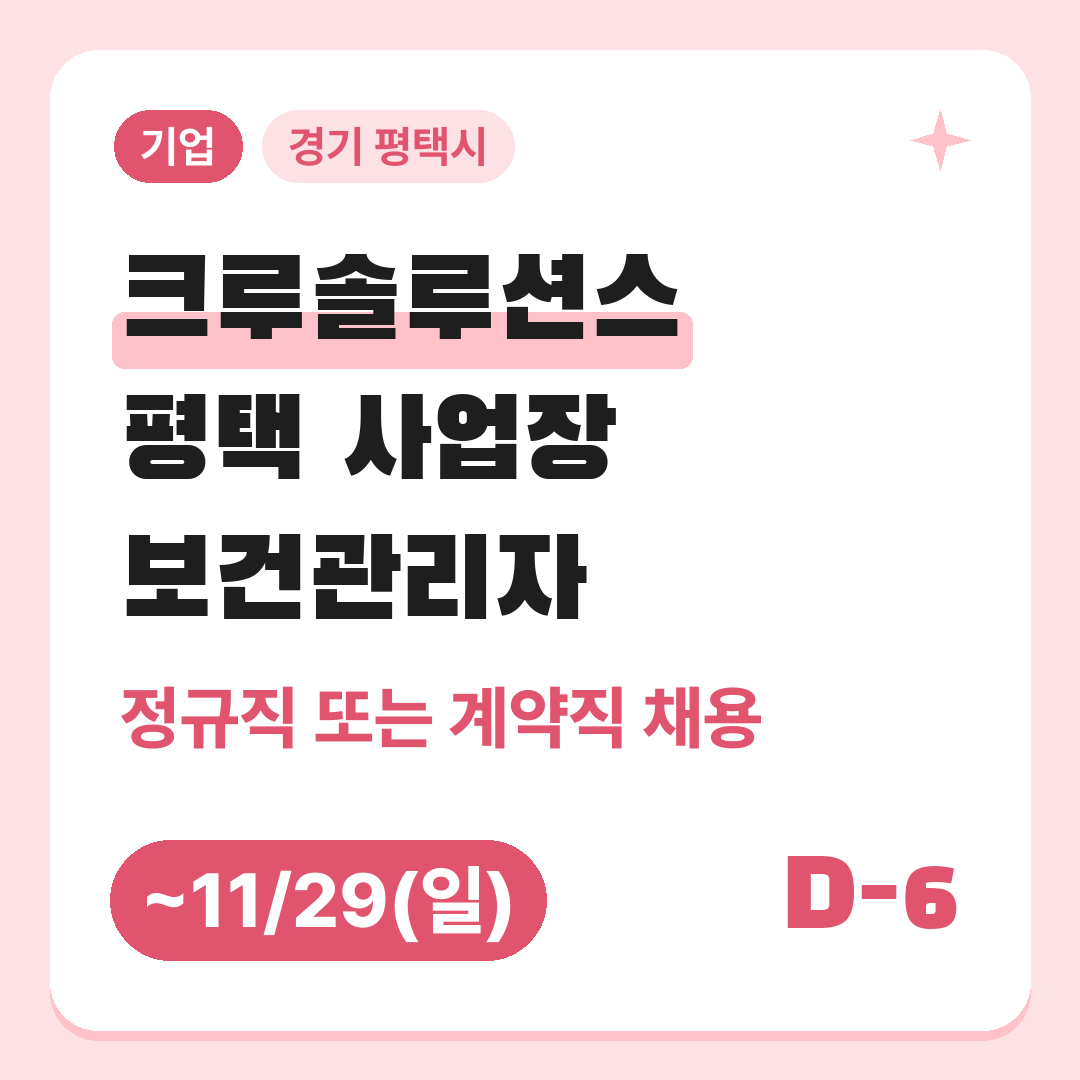 기업 경기 평택시
크루솔루션스
평택 사업장
보건관리자
정규직 또는 계약직 채용
~11/29(일) D-6